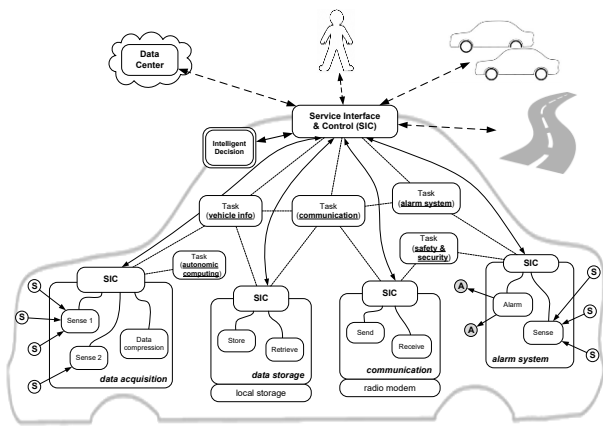 Data
Center
Service Interface
& Control (SIC)
Intelligent
Decision
Task
(vehicle info)
Task
(communication)
Task
(alarm system)
Task
(autonomic
computing)
Task
(safety &
security)
SIC
SIC
SIC
SIC
S
S
S
S
Sense 1
Sense 2
Data
compression
data acquisition
Store
Retrieve
data storage
local storage
Send
Receive
communication
radio modem
A
A
Alarm
Sense
S
S
S
alarm system